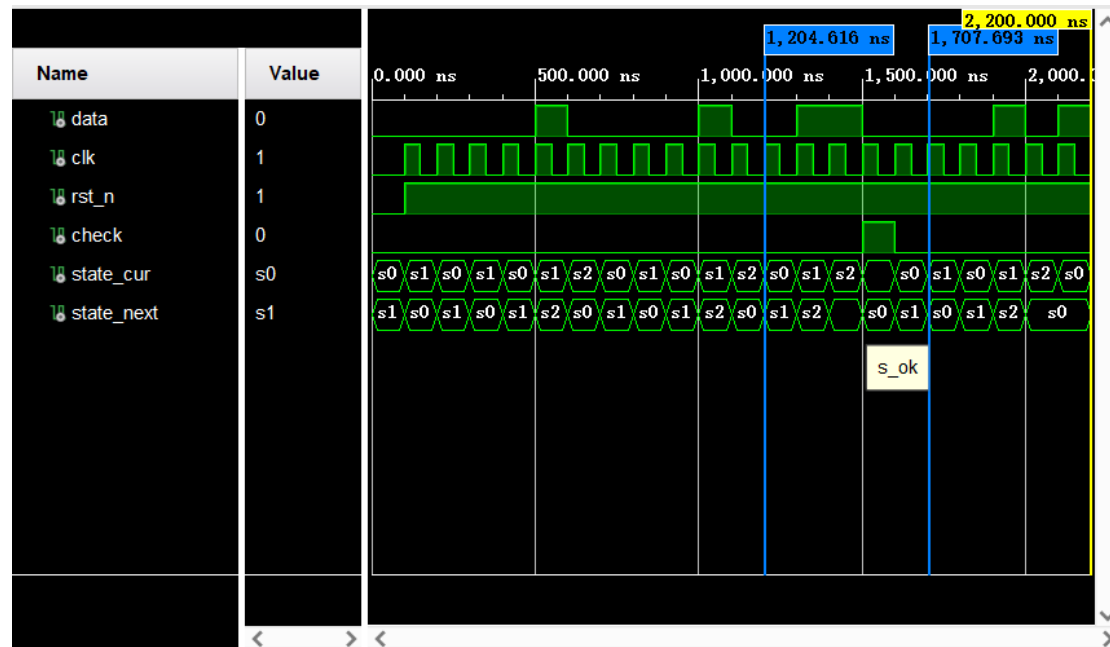 2,200.000 ns
1,204.616 ns 1,707.693 ns
Name Value 0.000 ns 500.000 ns 1,000.000 ns 1,500.000 ns 2,000.
data 0
clk 1
rst_n 1
check 0
state_cur s0 s0 s1 s0 s1 s0 s1 s2 s0 s1 s0 s1 s2 s0 s1 s2 s0 s1 s0 s1 s2 s0
state_next s1 s1 s0 s1 s0 s1 s2 s0 s1 s0 s1 s2 s0 s1 s2 s0 s1 s0 s1 s2 s0
s_ok